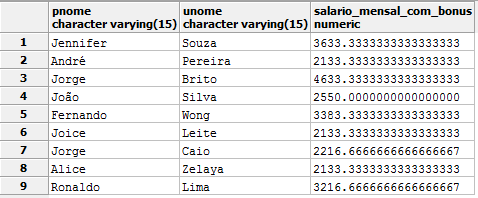 pnome unome salario_mensal_com_bonus
character varying(15) character varying(15) numeric
1 Jennifer Souza 3633.3333333333333333
2 André Pereira 2133.3333333333333333
3 Jorge Brito 4633.3333333333333333
4 João Silva 2550.0000000000000000
5 Fernando Wong 3383.3333333333333333
6 Joice Leite 2133.3333333333333333
7 Jorge Caio 2216.6666666666666667
8 Alice Zelaya 2133.3333333333333333
9 Ronaldo Lima 3216.6666666666666667